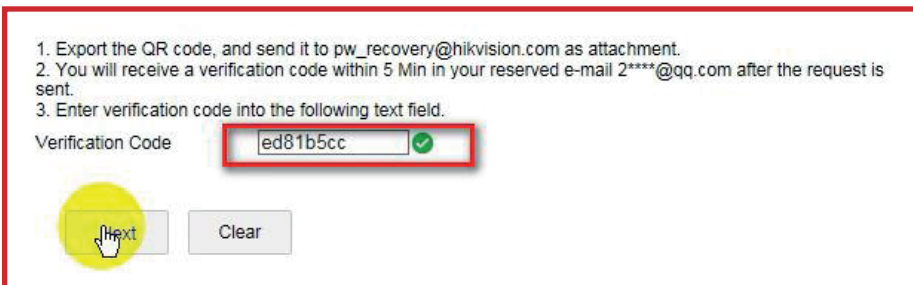 1. Export the QR code, and send it to pw_recovery@hikvision.com as attachment.
2. You will receive a verification code within 5 Min in your reserved e-mail 2****@qq.com after the request is
sent.
3. Enter verification code into the following text field.
Verification Code ed81b5cc
Next Clear